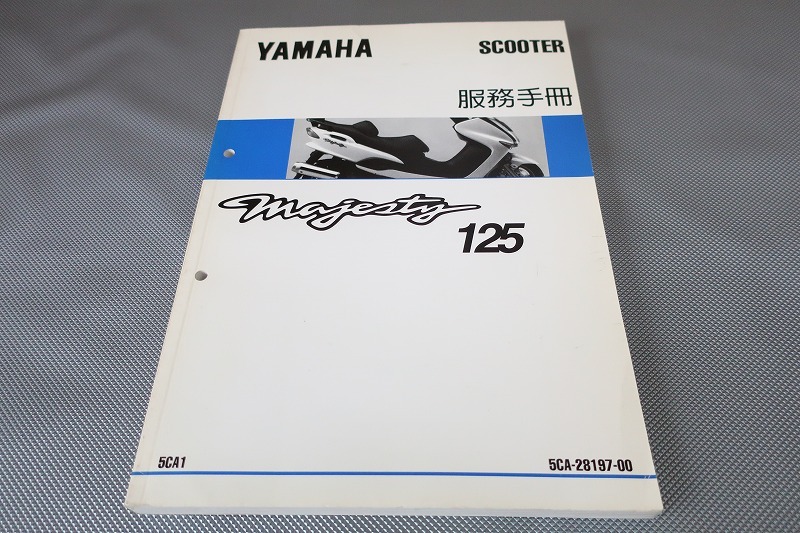 YAMAHA SCOOTER
服務手冊
majesty
125
5CA1 5CA-28197-00